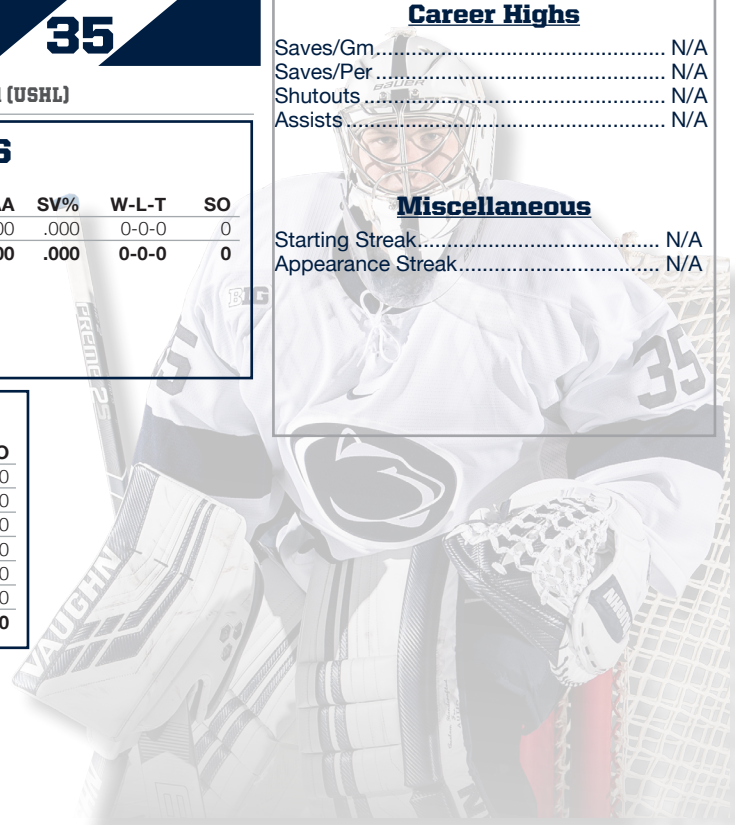 35
(USHL)
S
A SV% W-L-T SO
00 .000 0-0-0 0
00 .000 0-0-0 0
O
0
0
0
0
0
0
0
Career Highs
Saves/Gm N/A
Saves/Per N/A
Shutouts N/A
Assists N/A
Miscellaneous
Starting Streak N/A
Appearance Streak N/A
BAUER
35
VAUGHN